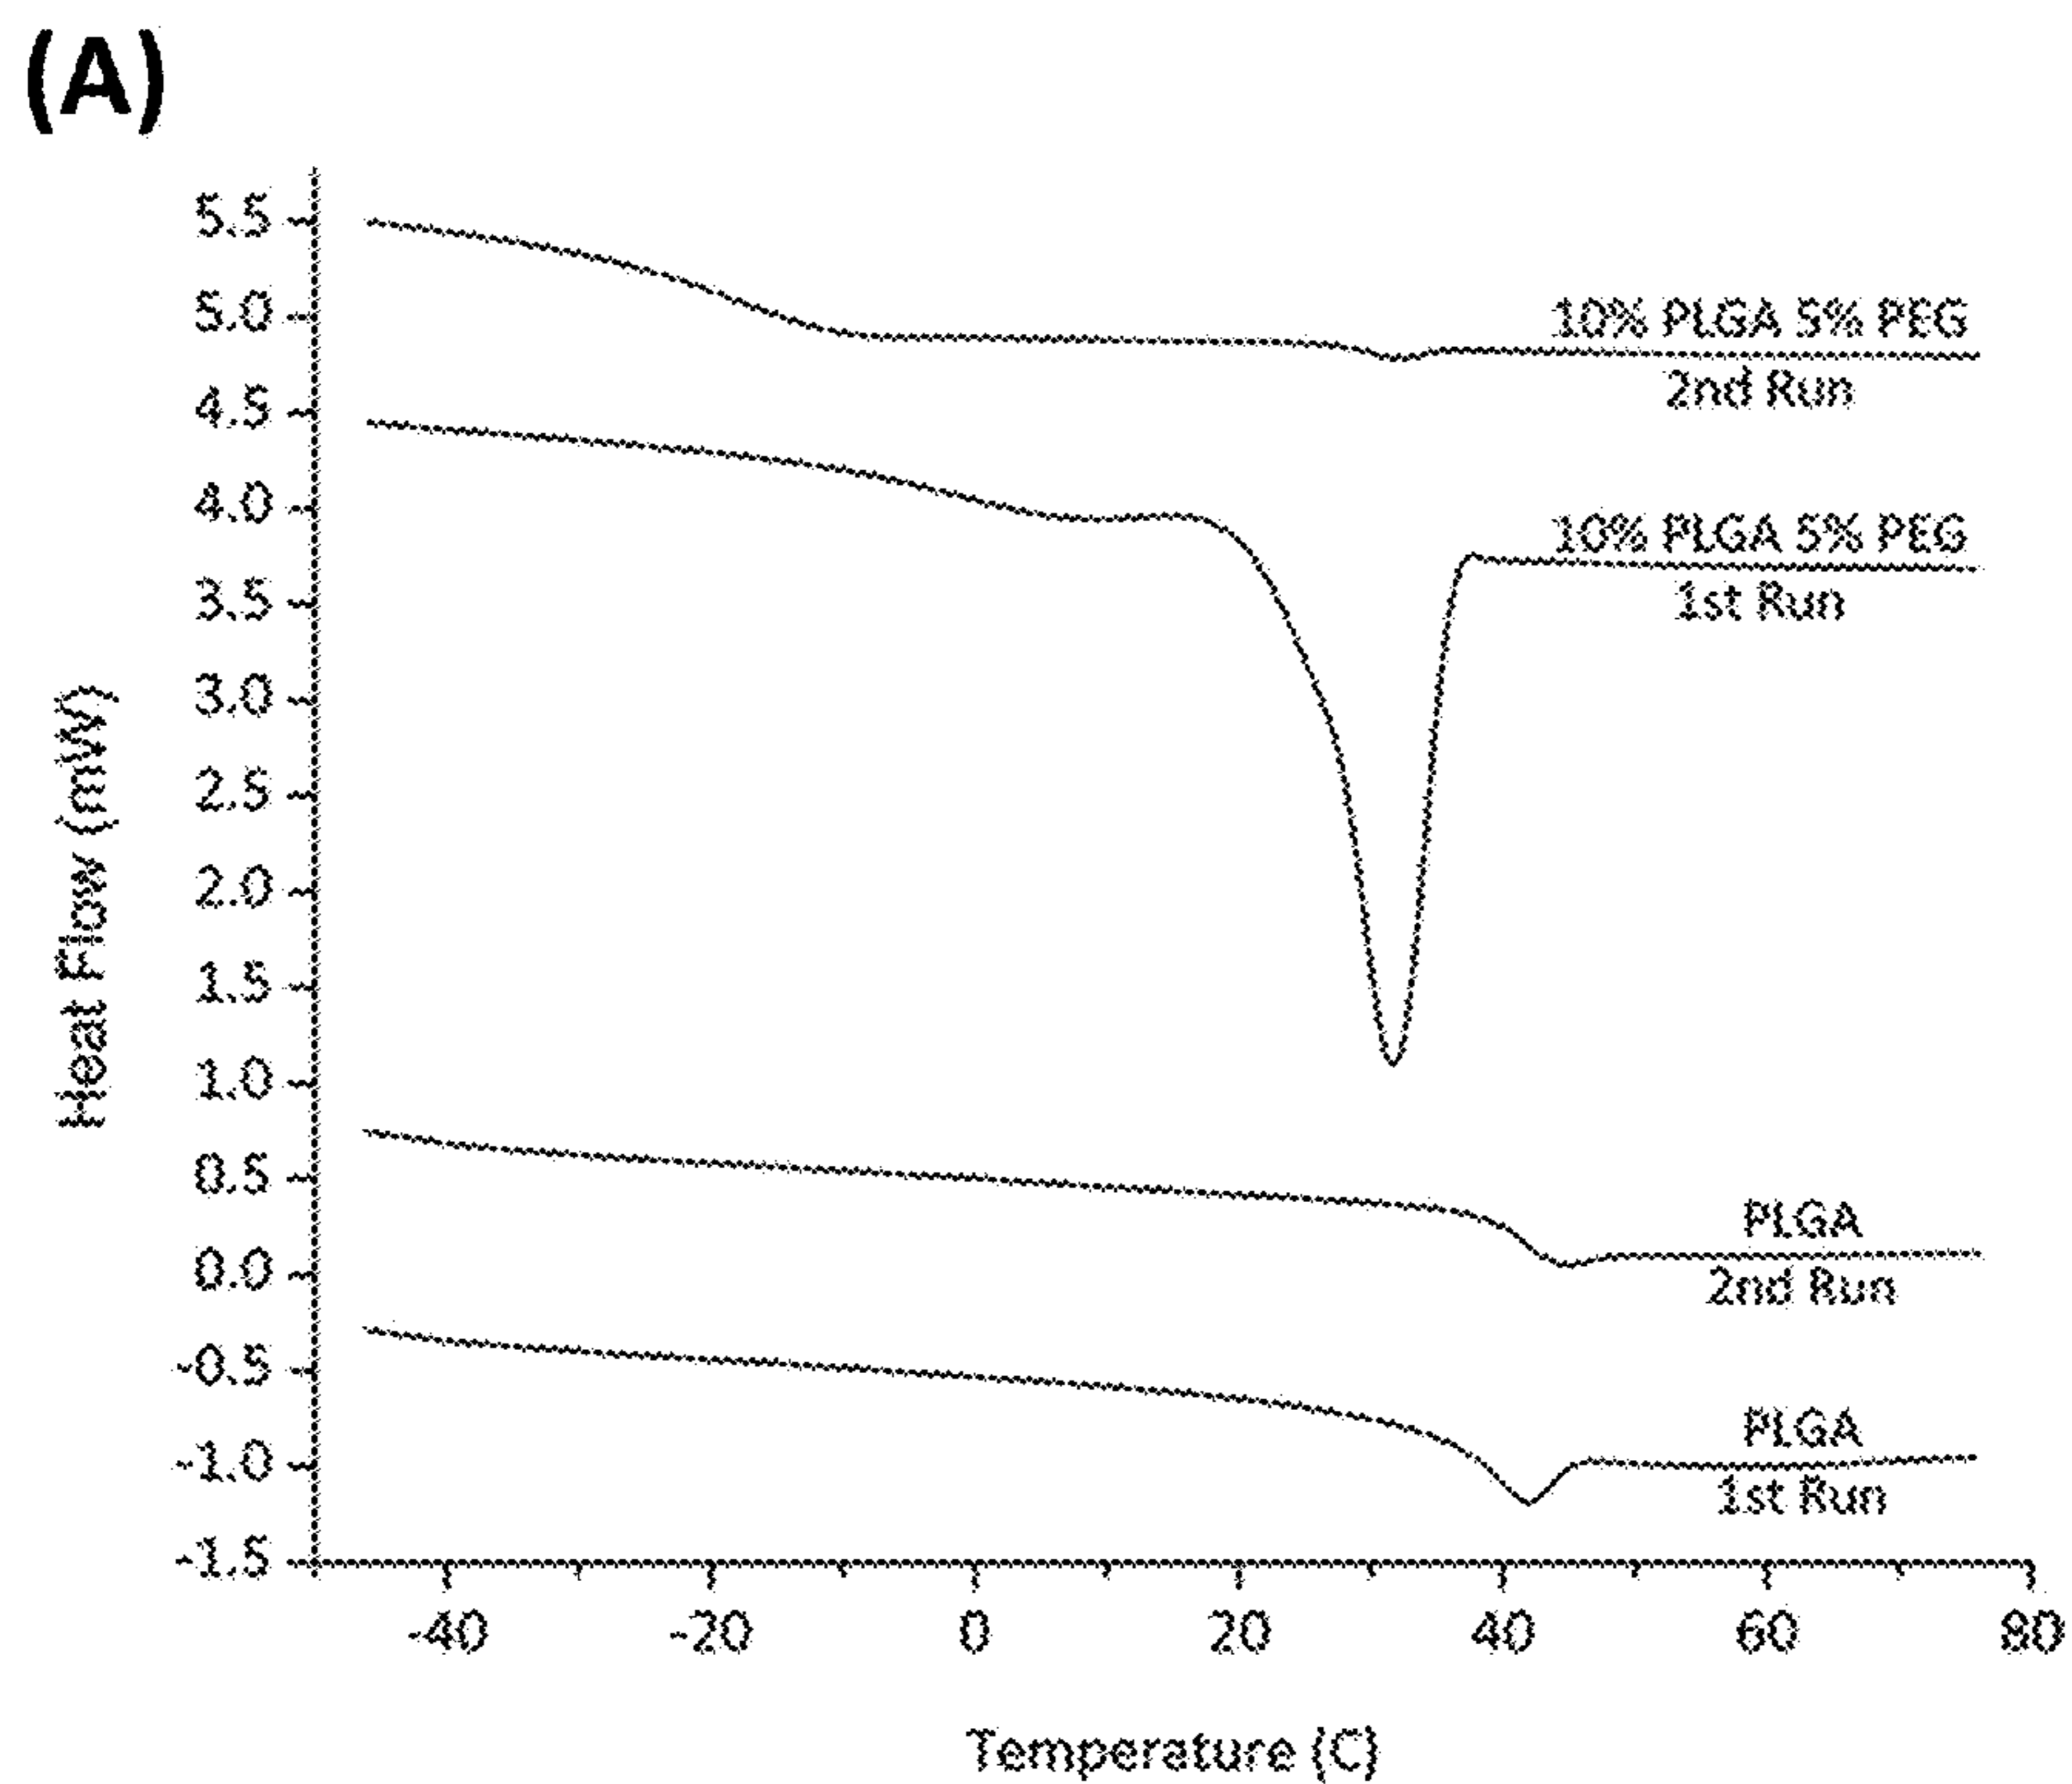 (A)
5.5
5.0
4.5
4.0
3.5
3.0
2.5
2.0
1.5
1.0
0.5
0.0
-0.5
-1.0
-1.5
Heat Flow (mW)
10% PLGA 5% PEG
2nd Run
10% PLGA 5% PEG
1st Run
PLGA
2nd Run
PLGA
1st Run
-40 -20 0 20 40 60 80
Temperature (C)